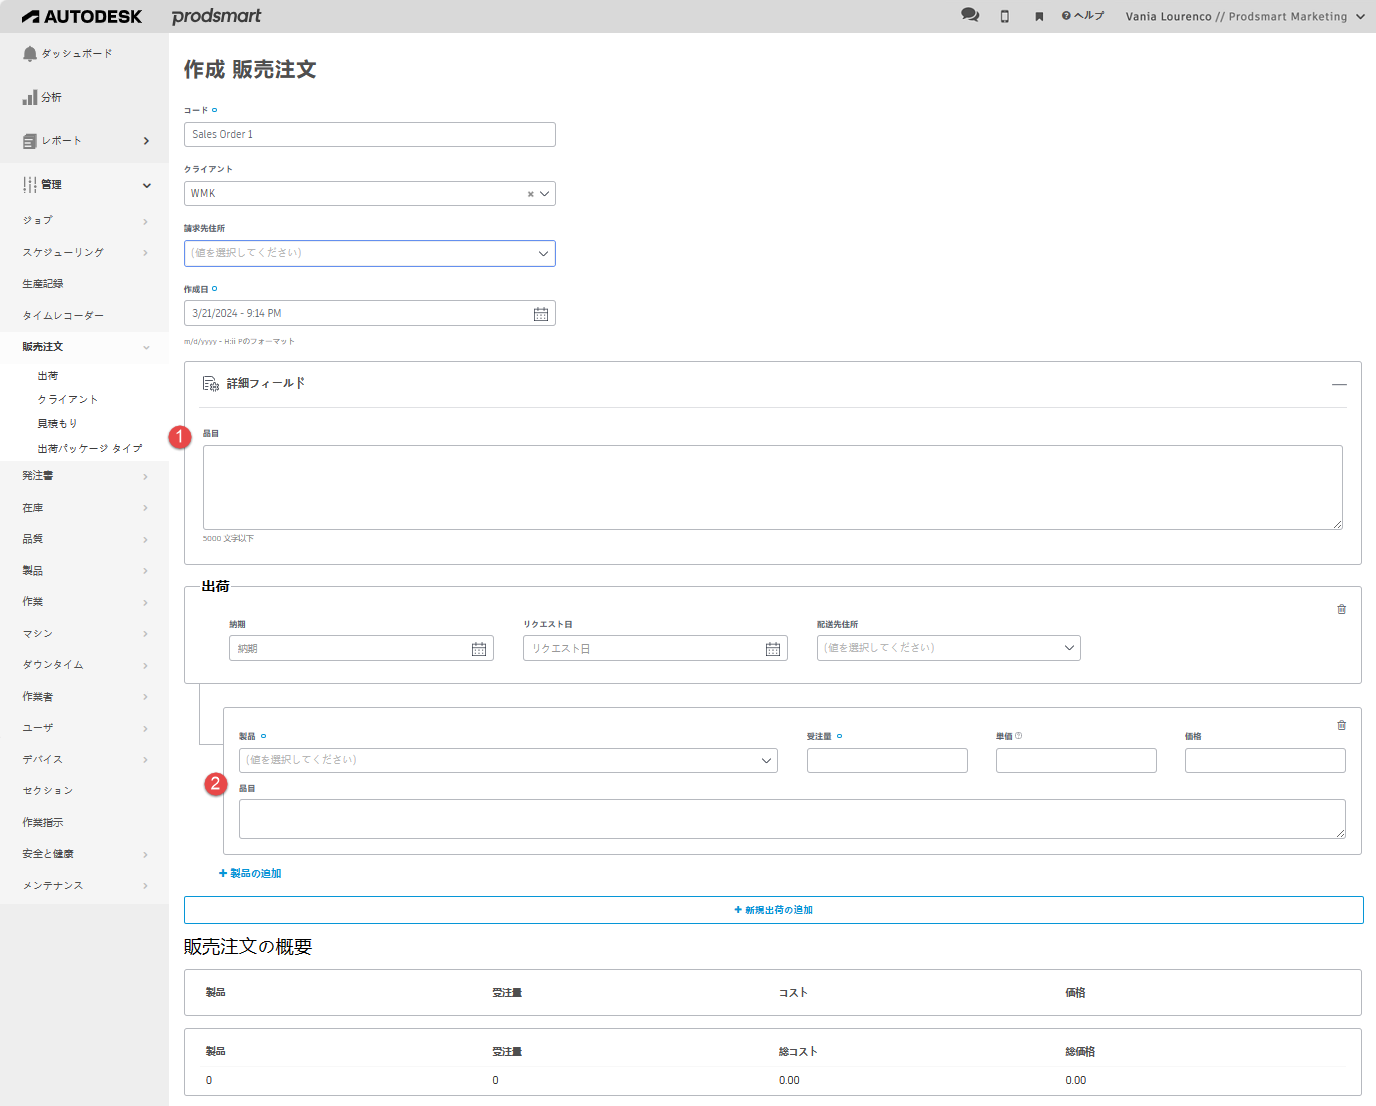 AUTODESK prodsmart ヘルプ Vania Lourenco // Prodsmart Marketing
ダッシュボード
分析
レポート
管理
ジョブ
スケジューリング
生産記録
タイムレコーダー
販売注文
出荷
クライアント
見積もり
出荷パッケージ タイプ
発注書
在庫
品質
製品
作業
マシン
ダウンタイム
作業者
ユーザ
デバイス
セクション
作業指示
安全と健康
メンテナンス
作成 販売注文
コード
Sales Order 1
クライアント
WMK
請求先住所
(値を選択してください)
作成日
3/21/2024 - 9:14 PM
m/d/yyyy - H:ii Pのフォーマット
詳細フィールド
1
品目
5000 文字以下
出荷
納期 リクエスト日 配送先住所
納期 リクエスト日 (値を選択してください)
製品 受注量 単価 価格
(値を選択してください)
2
品目
+ 製品の追加
+ 新規出荷の追加
販売注文の概要
製品 受注量 コスト 価格
製品 受注量 総コスト 総価格
0 0 0.00 0.00